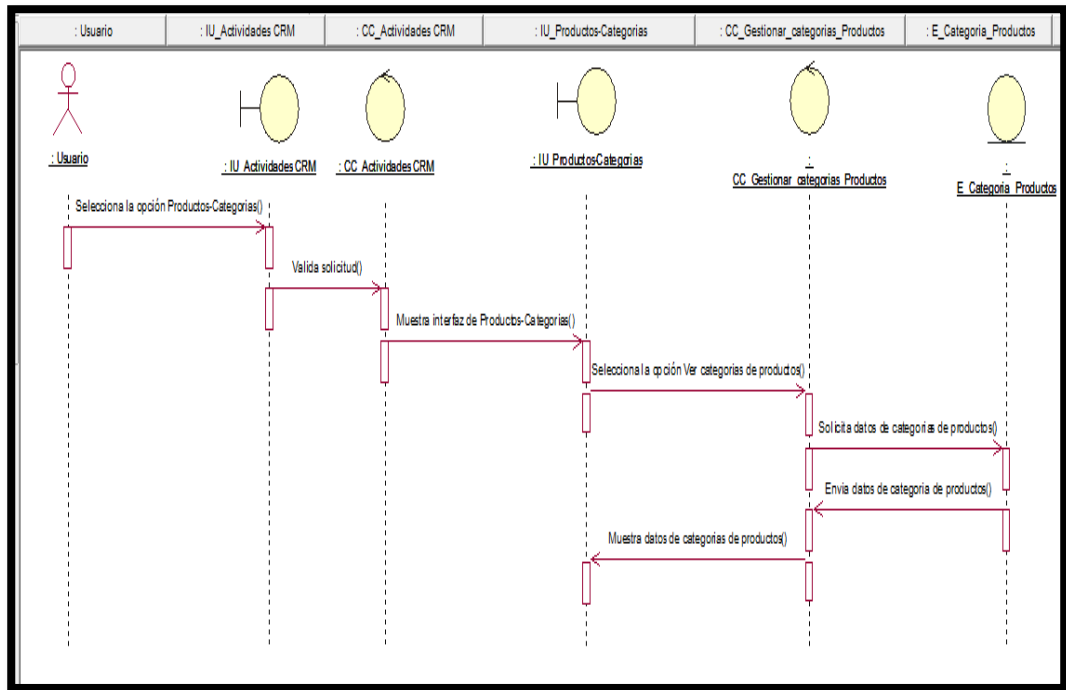 : Usuario
: IU_Actividades CRM
: CC_Actividades CRM
: IU_Productos-Categorias
: CC_Gestionar_categorias_Productos
: E_Categoria_Productos
: Usuario
: IU_Actividades CRM
: CC_Actividades CRM
: IU_Productos-Categorias
:
CC_Gestionar_categorias_Productos
:
E_Categoria_Productos
Selecciona la opción Productos-Categorias()
Valida solicitud()
Muestra interfaz de Productos-Categorias()
Selecciona la opción Ver categorias de productos()
Solicita datos de categorias de productos()
Envia datos de categoria de productos()
Muestra datos de categorias de productos()